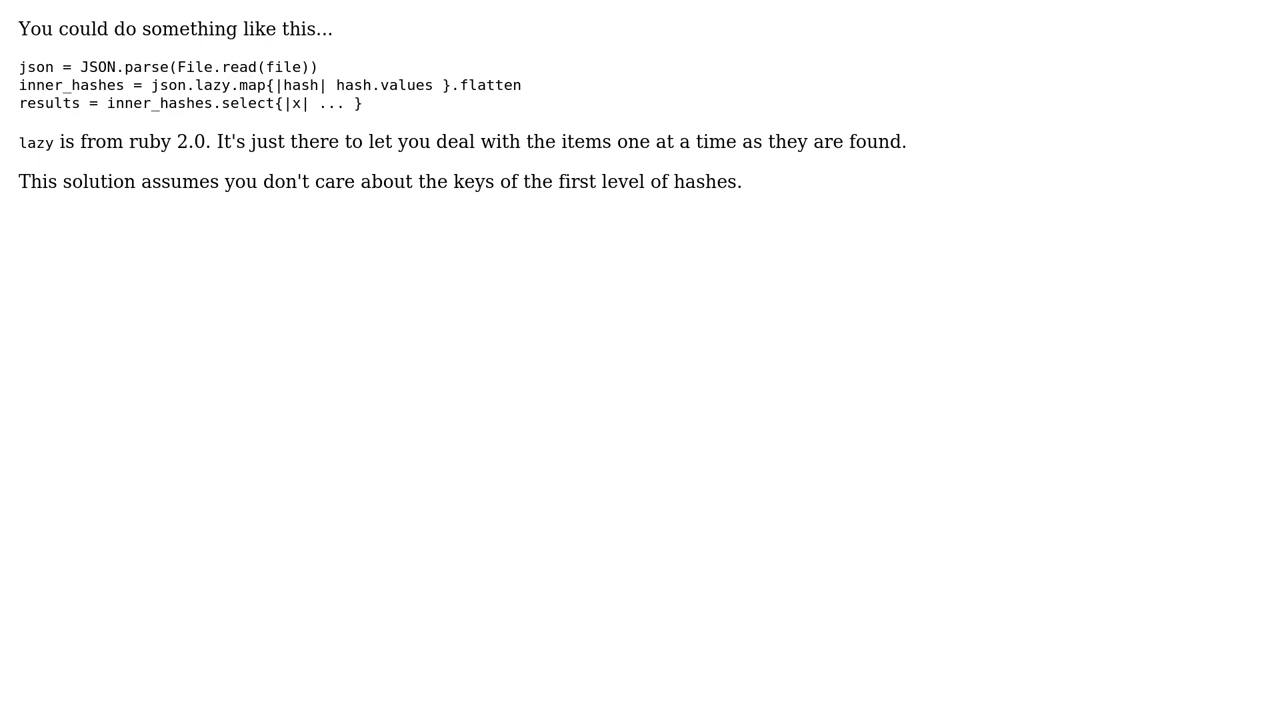 You could do something like this...
json = JSON.parse(File.read(file))
inner_hashes = json.lazy.map{|hash| hash.values }.flatten
results = inner_hashes.select{|x| ... }
lazy is from ruby 2.0. It's just there to let you deal with the items one at a time as they are found.
This solution assumes you don't care about the keys of the first level of hashes.